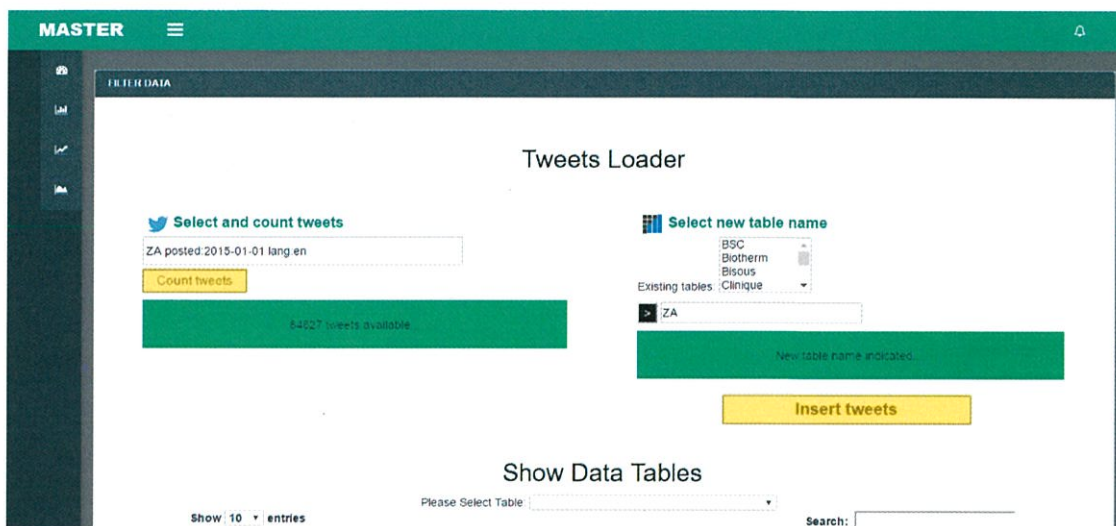 MASTER
FILTER DATA
Tweets Loader
Select and count tweets
ZA posted:2015-01-01 lang:en
Count tweets
64627 tweets available...
Select new table name
BSC
Biotherm
Bisous
Existing tables: Clinique
> ZA
New table name indicated...
Insert tweets
Show Data Tables
Please Select Table:
Show 10 entries
Search: